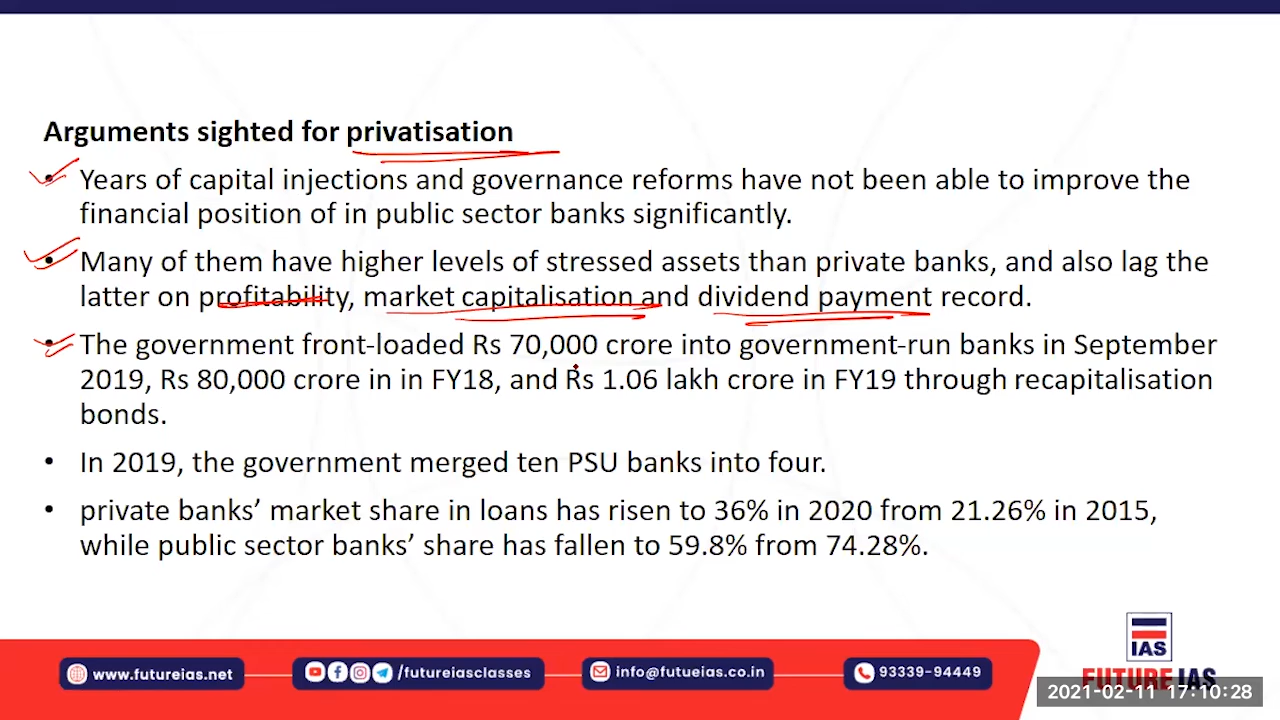 Arguments sighted for privatisation
• Years of capital injections and governance reforms have not been able to improve the
financial position of in public sector banks significantly.
• Many of them have higher levels of stressed assets than private banks, and also lag the
latter on profitability, market capitalisation and dividend payment record.
• The government front-loaded Rs 70,000 crore into government-run banks in September
2019, Rs 80,000 crore in in FY18, and Rs 1.06 lakh crore in FY19 through recapitalisation
bonds.
• In 2019, the government merged ten PSU banks into four.
• private banks’ market share in loans has risen to 36% in 2020 from 21.26% in 2015,
while public sector banks’ share has fallen to 59.8% from 74.28%.
IAS
FUTURE IAS
www.futureias.net
/futureiasclasses
info@futueias.co.in
93339-94449
2021-02-11 17:10:28